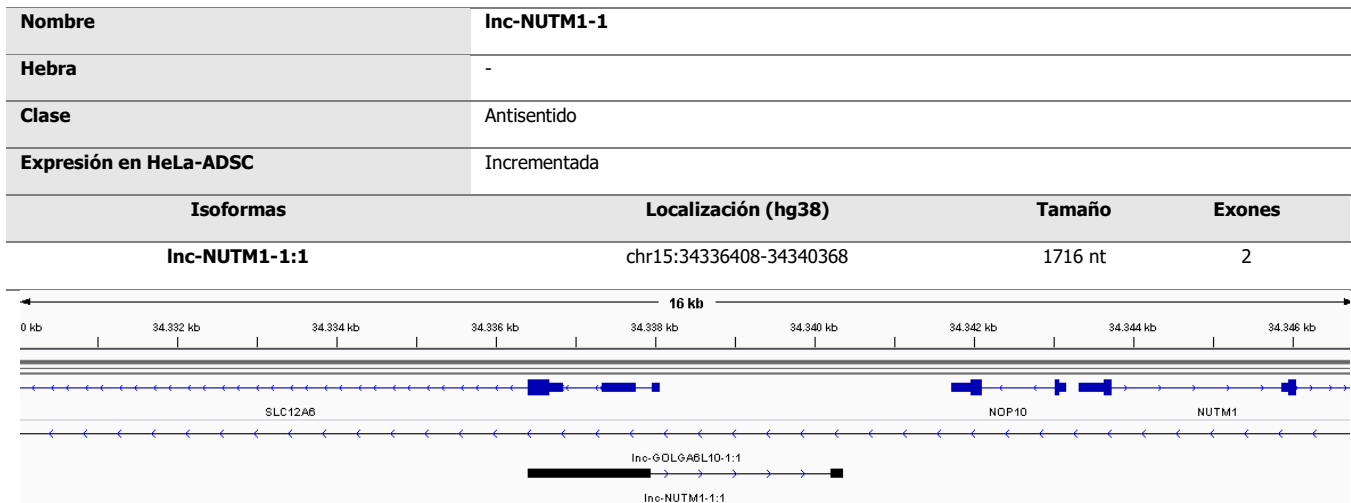 Nombre lnc-NUTM1-1
Hebra -
Clase Antisentido
Expresión en HeLa-ADSC Incrementada
Isoformas Localización (hg38) Tamaño Exones
lnc-NUTM1-1:1 chr15:34336408-34340368 1716 nt 2
16 kb
0 kb 34.332 kb 34.334 kb 34.336 kb 34.338 kb 34.340 kb 34.342 kb 34.344 kb 34.346 kb
SLC12A6 NOP10 NUTM1
lnc-GOLGA6L10-1:1
lnc-NUTM1-1:1